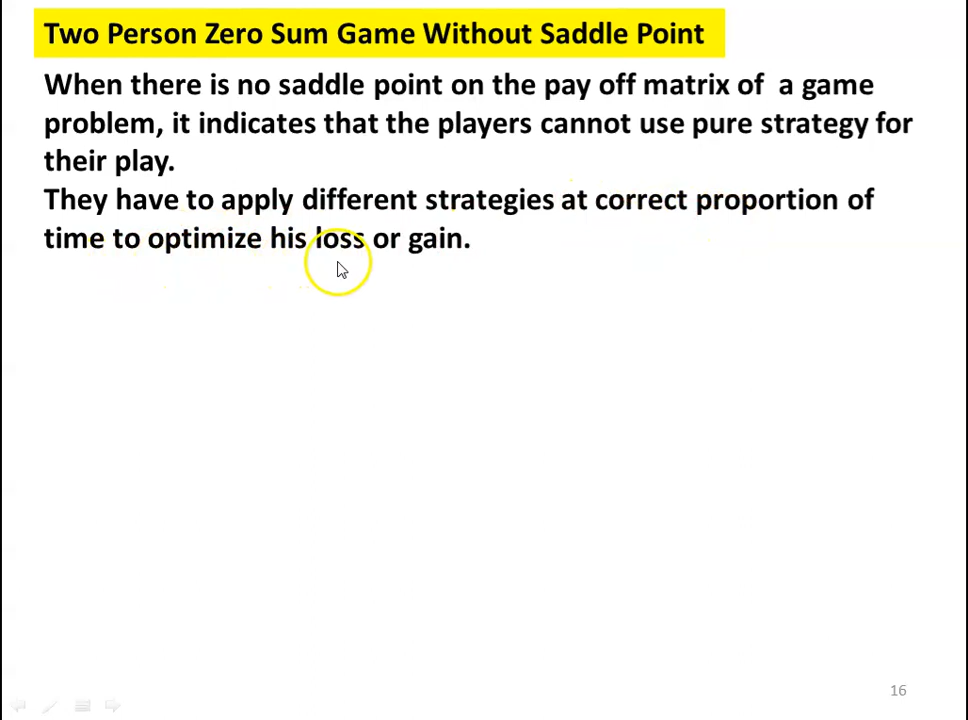 Two Person Zero Sum Game Without Saddle Point
When there is no saddle point on the pay off matrix of a game
problem, it indicates that the players cannot use pure strategy for
their play.
They have to apply different strategies at correct proportion of
time to optimize his loss or gain.
16